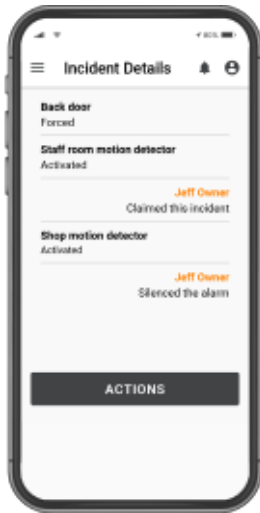 Incident Details
Back door
Forced
Staff room motion detector
Activated
Jeff Owner
Claimed this incident
Shop motion detector
Activated
Jeff Owner
Silenced the alarm
ACTIONS